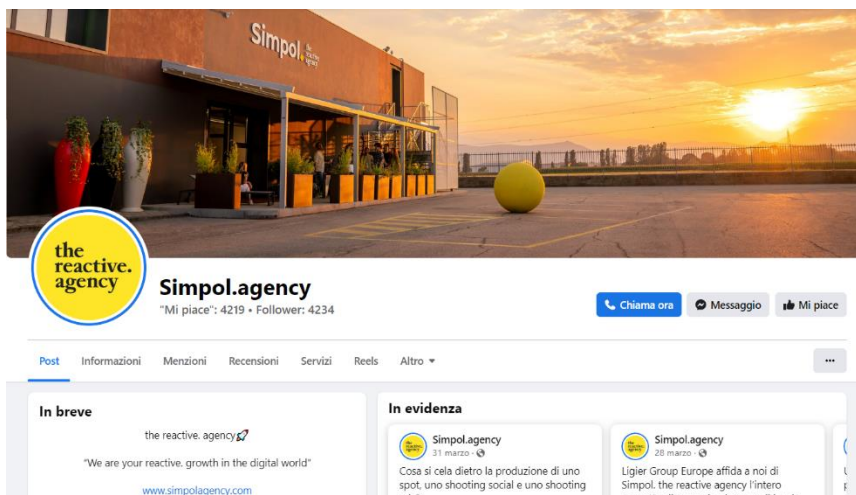 Simpol. the reactive. agency
the
reactive.
agency
Simpol.agency
"Mi piace": 4219 • Follower: 4234
Chiama ora
Messaggio
Mi piace
Post Informazioni Menzioni Recensioni Servizi Reels Altro
...
In breve
the reactive. agency🚀
"We are your reactive. growth in the digital world"
www.simpolagency.com
In evidenza
Simpol.agency
31 marzo ·
Cosa si cela dietro la produzione di uno
spot, uno shooting social e uno shooting
Simpol.agency
28 marzo ·
Ligier Group Europe affida a noi di
Simpol. the reactive agency l'intero